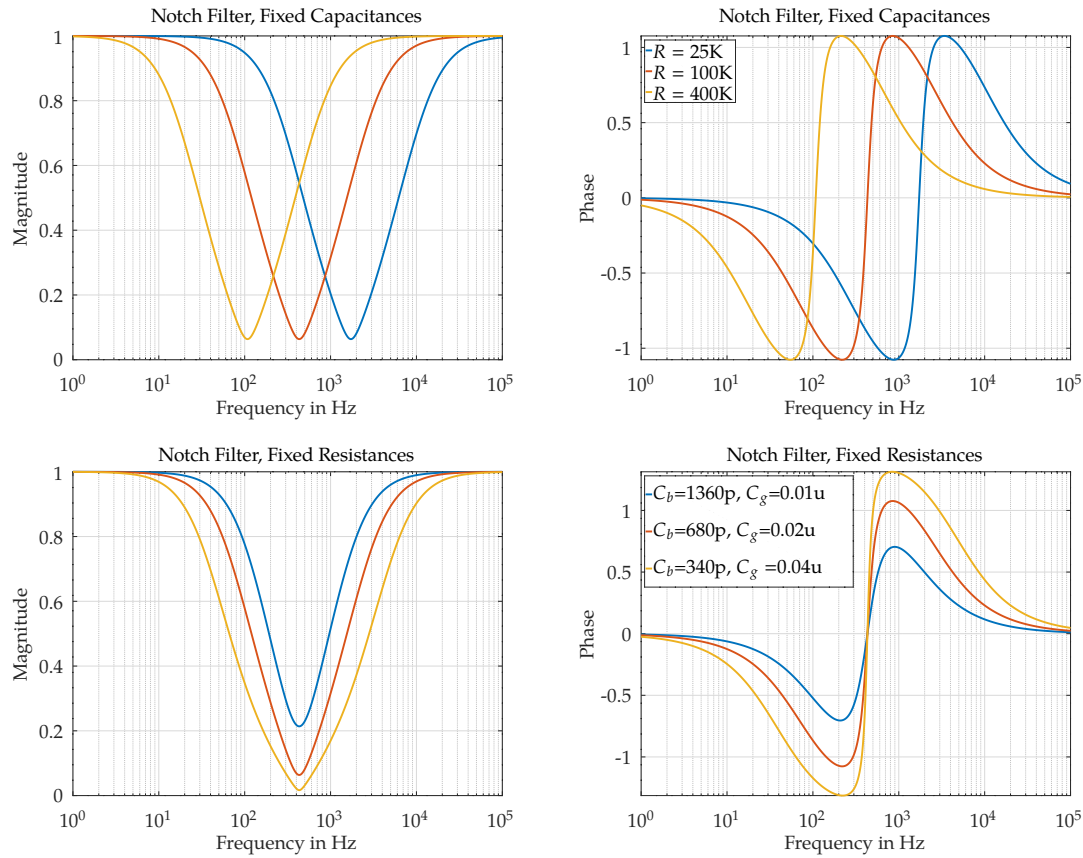 Notch Filter, Fixed Capacitances
1
0.8
0.6
0.4
0.2
0
Magnitude
10^0
10^1
10^2
10^3
10^4
10^5
Frequency in Hz
Notch Filter, Fixed Capacitances
R = 25K
R = 100K
R = 400K
1
0.5
0
-0.5
-1
Phase
10^0
10^1
10^2
10^3
10^4
10^5
Frequency in Hz
Notch Filter, Fixed Resistances
1
0.8
0.6
0.4
0.2
0
Magnitude
10^0
10^1
10^2
10^3
10^4
10^5
Frequency in Hz
Notch Filter, Fixed Resistances
C_b=1360p, C_g=0.01u
C_b=680p, C_g=0.02u
C_b=340p, C_g =0.04u
1
0.5
0
-0.5
-1
Phase
10^0
10^1
10^2
10^3
10^4
10^5
Frequency in Hz